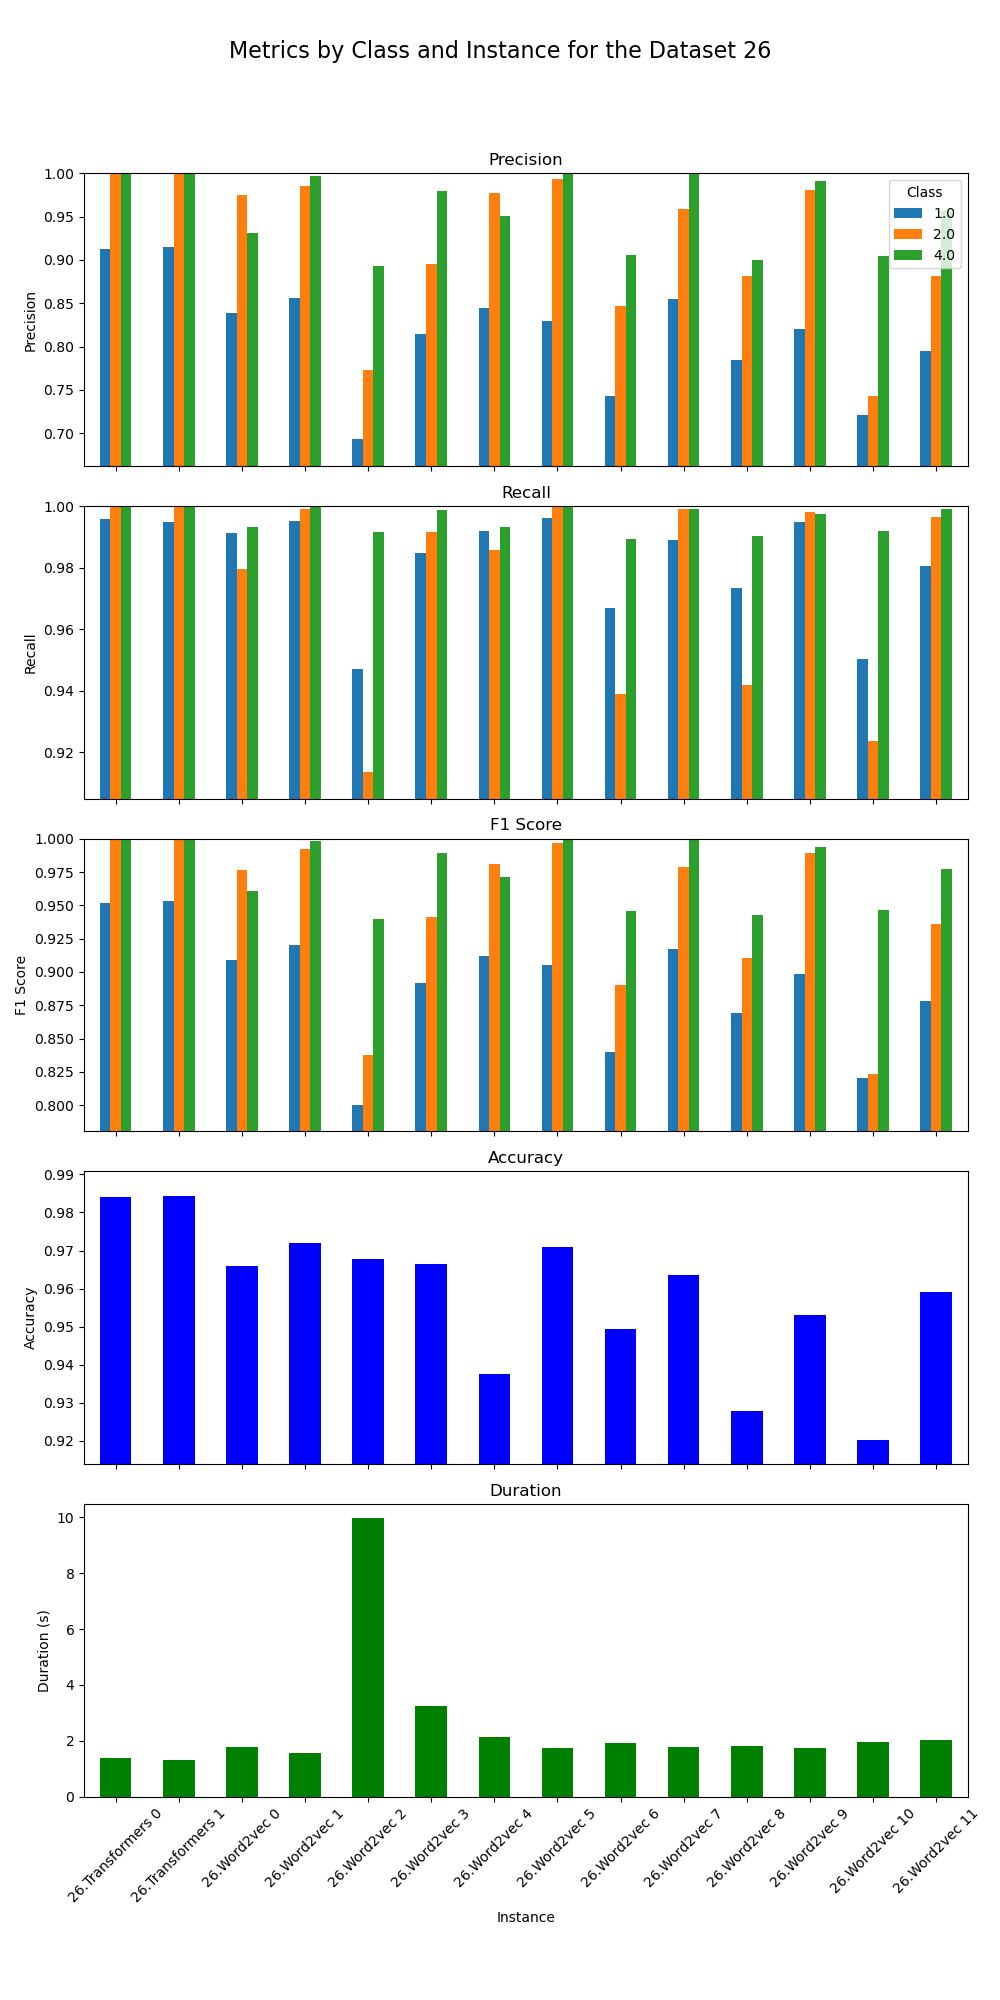 Metrics by Class and Instance for the Dataset 26
Precision
1.00
0.95
0.90
0.85
0.80
0.75
0.70
Precision
Class
1.0
2.0
4.0
Recall
1.00
0.98
0.96
0.94
0.92
Recall
F1 Score
1.000
0.975
0.950
0.925
0.900
0.875
0.850
0.825
0.800
F1 Score
Accuracy
0.99
0.98
0.97
0.96
0.95
0.94
0.93
0.92
Accuracy
Duration
10
8
6
4
2
0
Duration (s)
26.Transformers 0
26.Transformers 1
26.Word2vec 0
26.Word2vec 1
26.Word2vec 2
26.Word2vec 3
26.Word2vec 4
26.Word2vec 5
26.Word2vec 6
26.Word2vec 7
26.Word2vec 8
26.Word2vec 9
26.Word2vec 10
26.Word2vec 11
Instance